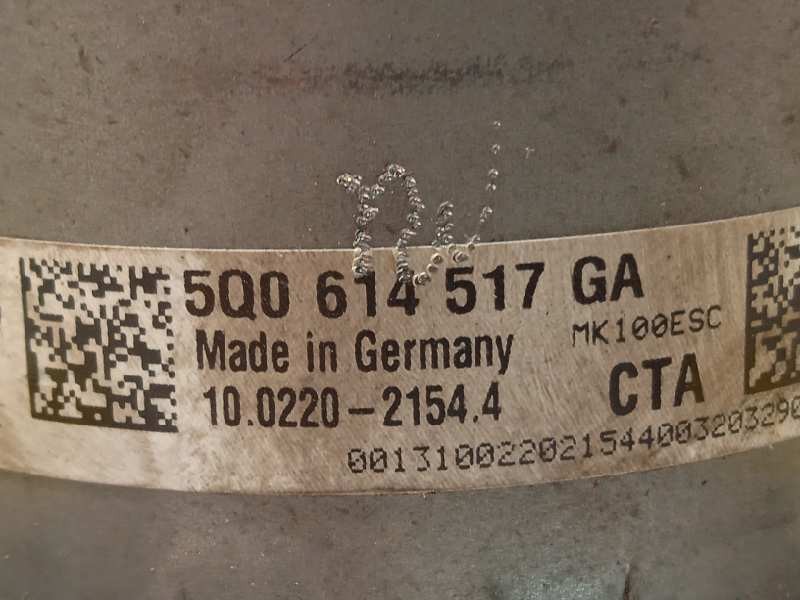 5Q0 614 517 GA
Made in Germany MK100ESC
10.0220-2154.4 CTA
001310022021544003203290